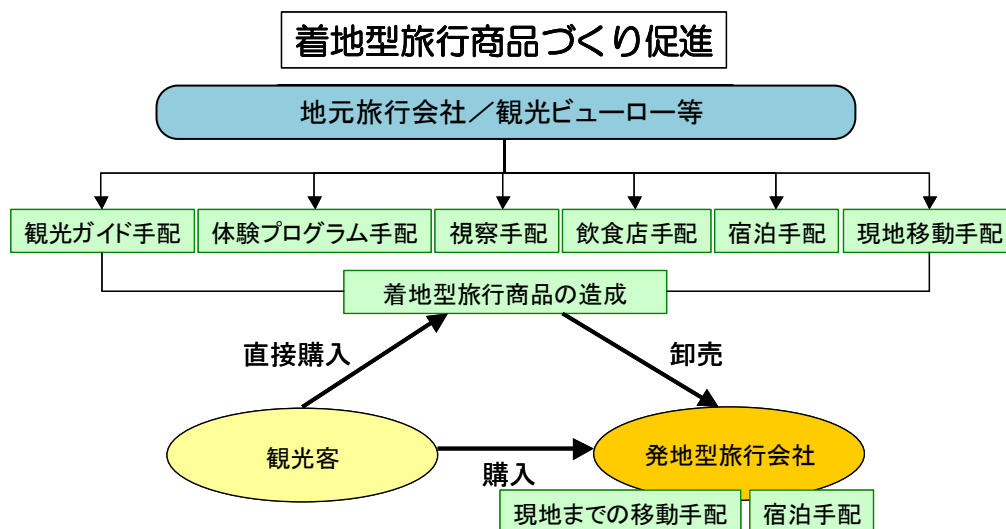 着地型旅行商品づくり促進
地元旅行会社／観光ビューロー等
観光ガイド手配
体験プログラム手配
視察手配
飲食店手配
宿泊手配
現地移動手配
着地型旅行商品の造成
直接購入
卸売
観光客
購入
発地型旅行会社
現地までの移動手配
宿泊手配